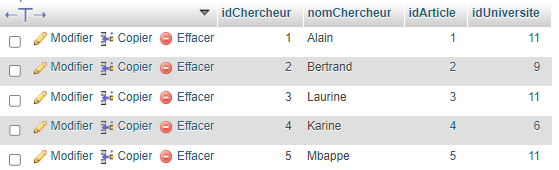 idChercheur nomChercheur idArticle idUniversite
Modifier Copier Effacer 1 Alain 1 11
Modifier Copier Effacer 2 Bertrand 2 9
Modifier Copier Effacer 3 Laurine 3 11
Modifier Copier Effacer 4 Karine 4 6
Modifier Copier Effacer 5 Mbappe 5 11